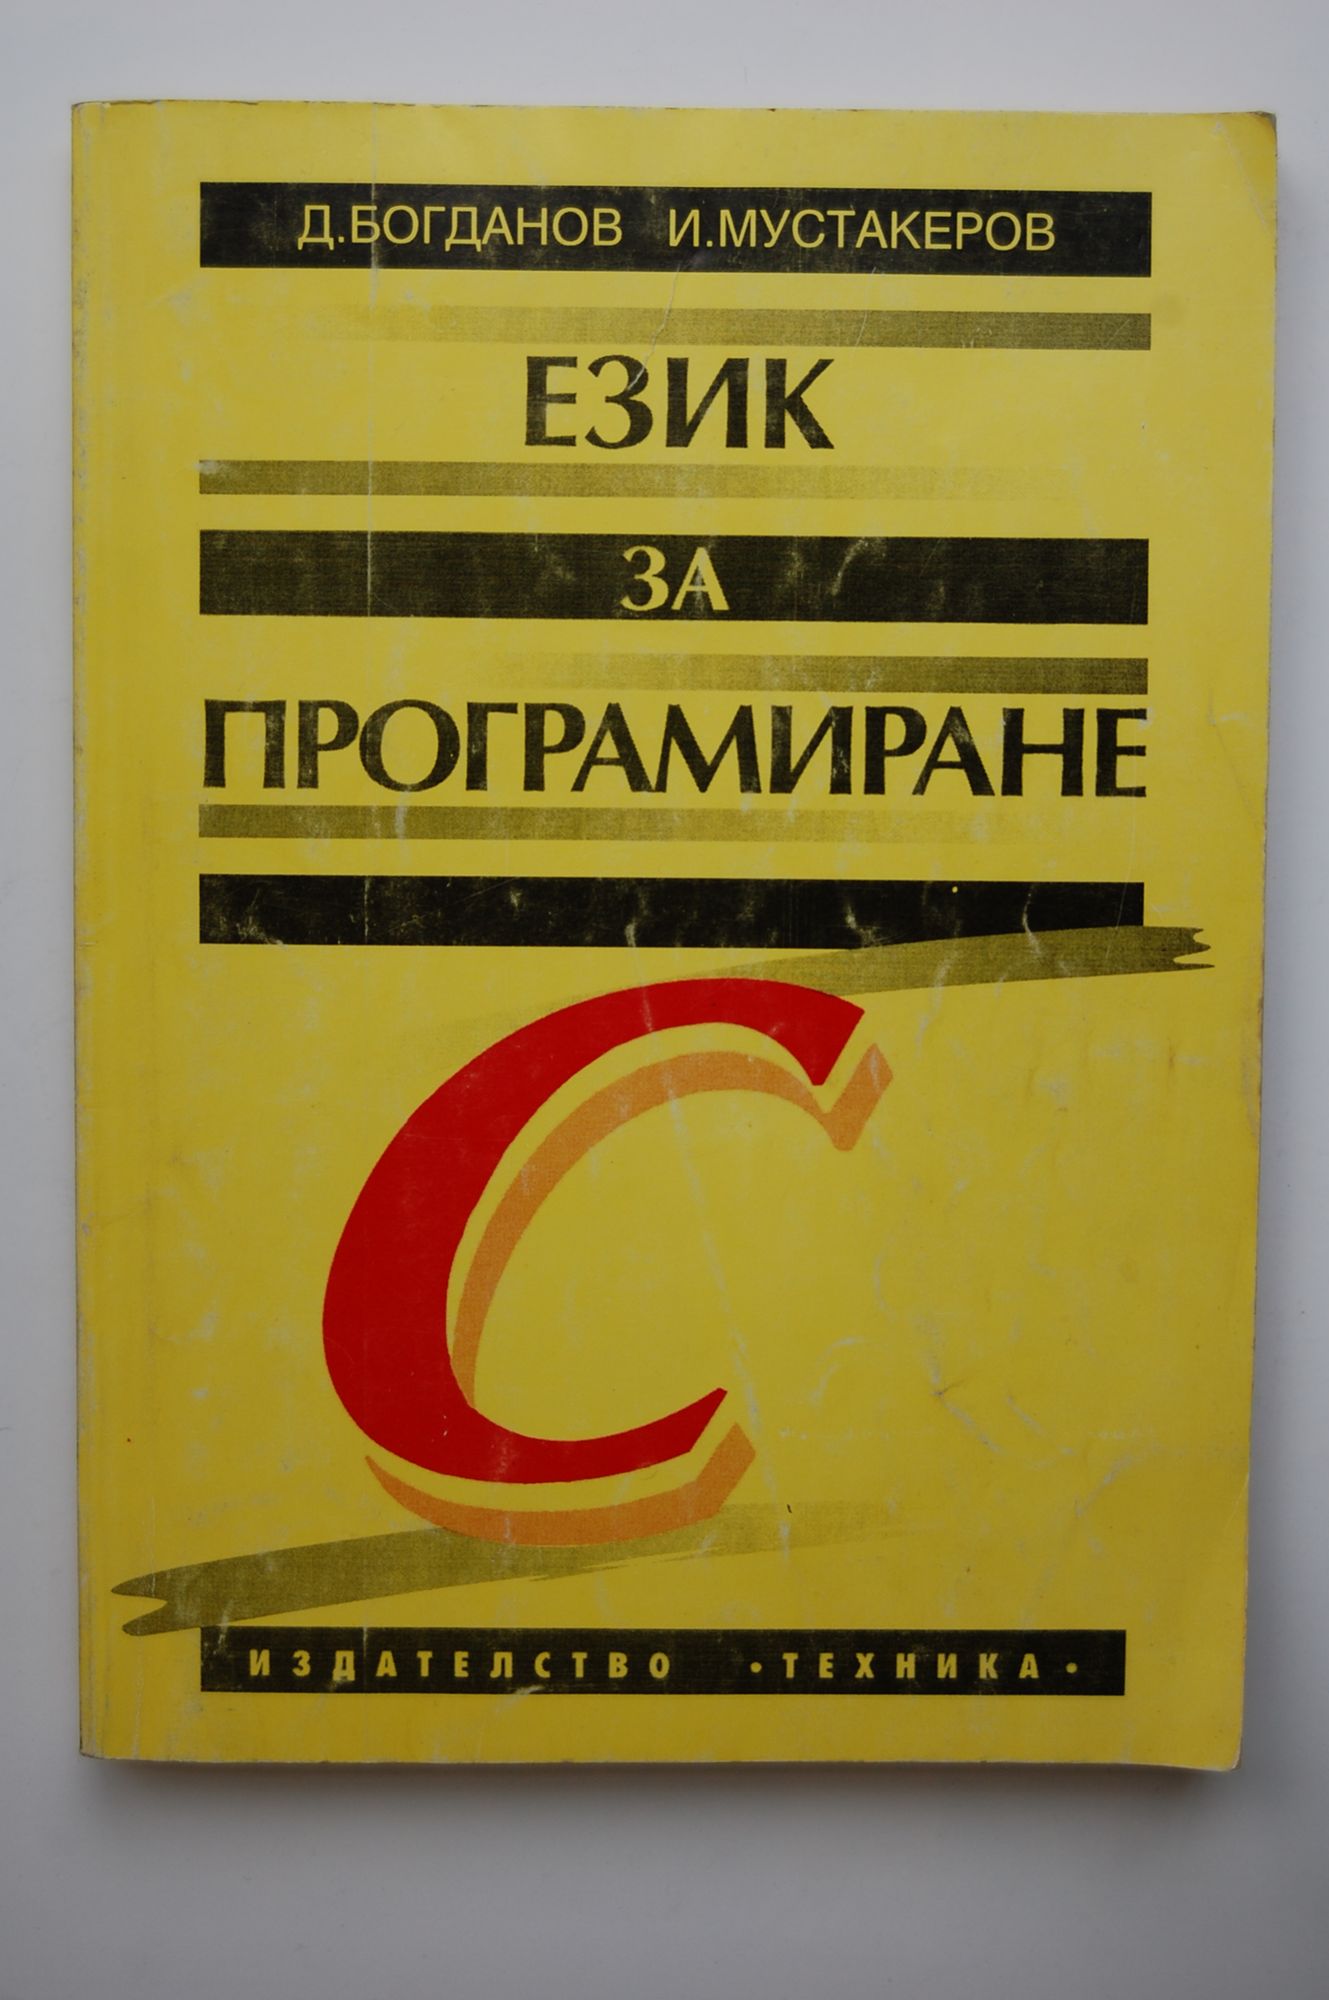 Д.БОГДАНОВ И.МУСТАКЕРОВ
ЕЗИК
ЗА
ПРОГРАМИРАНЕ
C
ИЗДАТЕЛСТВО •ТЕХНИКА•